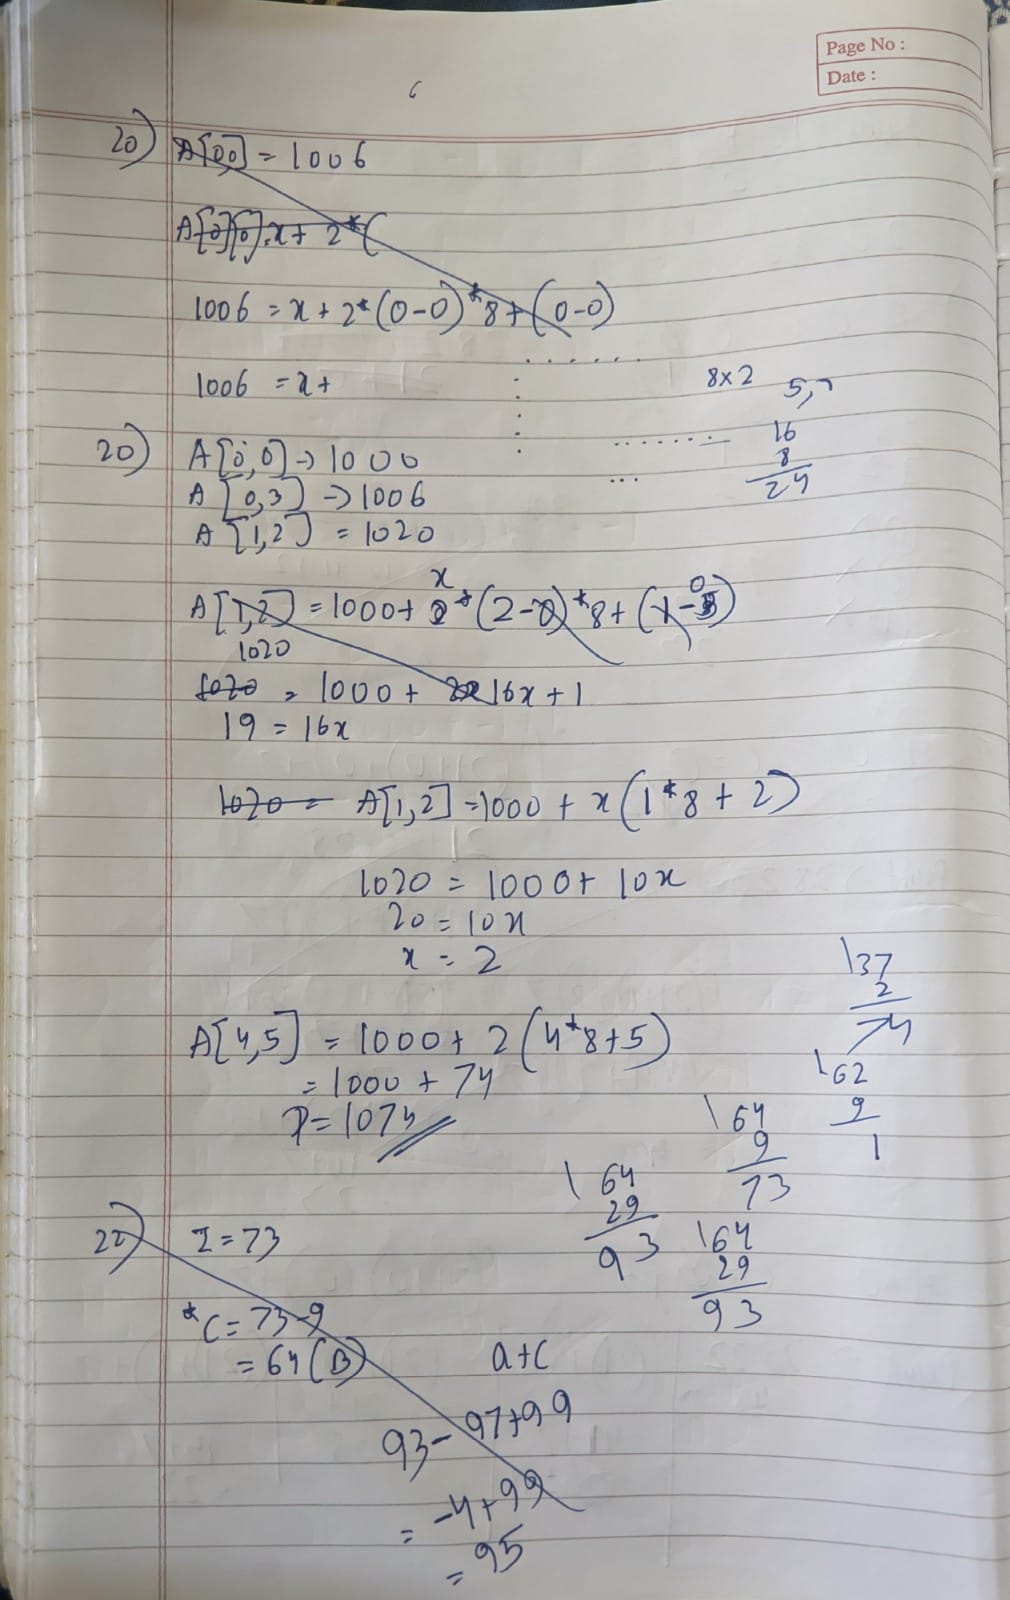 Page No :
Date :
20) A[0,0] = 1006
A[0][0] = x + 2*(
1006 = x + 2*(0-0)*8 + (0-0)
1006 = x +
8x2
16
8
24
20) A[0,0] → 1000
A[0,3] → 1006
A[1,2] = 1020
A[1,2] = 1000 + x*(2-0)*8 + (1-0)
1020
1020 = 1000 + 16x + 1
19 = 16x
1020 = A[1,2] = 1000 + x(1*8 + 2)
1020 = 1000 + 10x
20 = 10x
x = 2
137
2
74
A[4,5] = 1000 + 2(4*8+5)
= 1000 + 74
= 1074
162
9
1
164
9
73
164
29
93
164
29
93
22) I = 73
*C = 73-9
= 64(B)
a+c
93 - 97+99
= -4+99
= 95